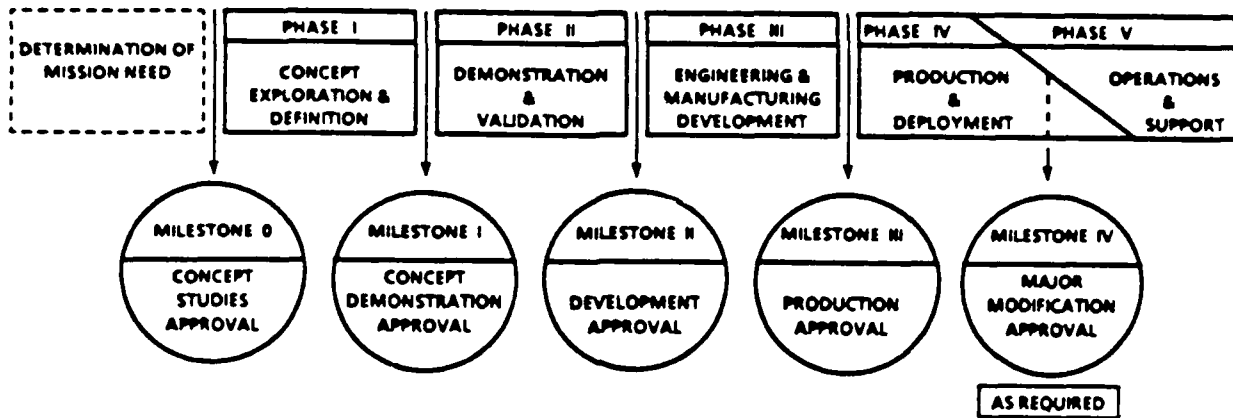 DETERMINATION OF
MISSION NEED
PHASE I
CONCEPT
EXPLORATION &
DEFINITION
PHASE II
DEMONSTRATION
&
VALIDATION
PHASE III
ENGINEERING &
MANUFACTURING
DEVELOPMENT
PHASE IV
PRODUCTION
&
DEPLOYMENT
PHASE V
OPERATIONS
&
SUPPORT
MILESTONE 0
CONCEPT
STUDIES
APPROVAL
MILESTONE I
CONCEPT
DEMONSTRATION
APPROVAL
MILESTONE II
DEVELOPMENT
APPROVAL
MILESTONE III
PRODUCTION
APPROVAL
MILESTONE IV
MAJOR
MODIFICATION
APPROVAL
AS REQUIRED